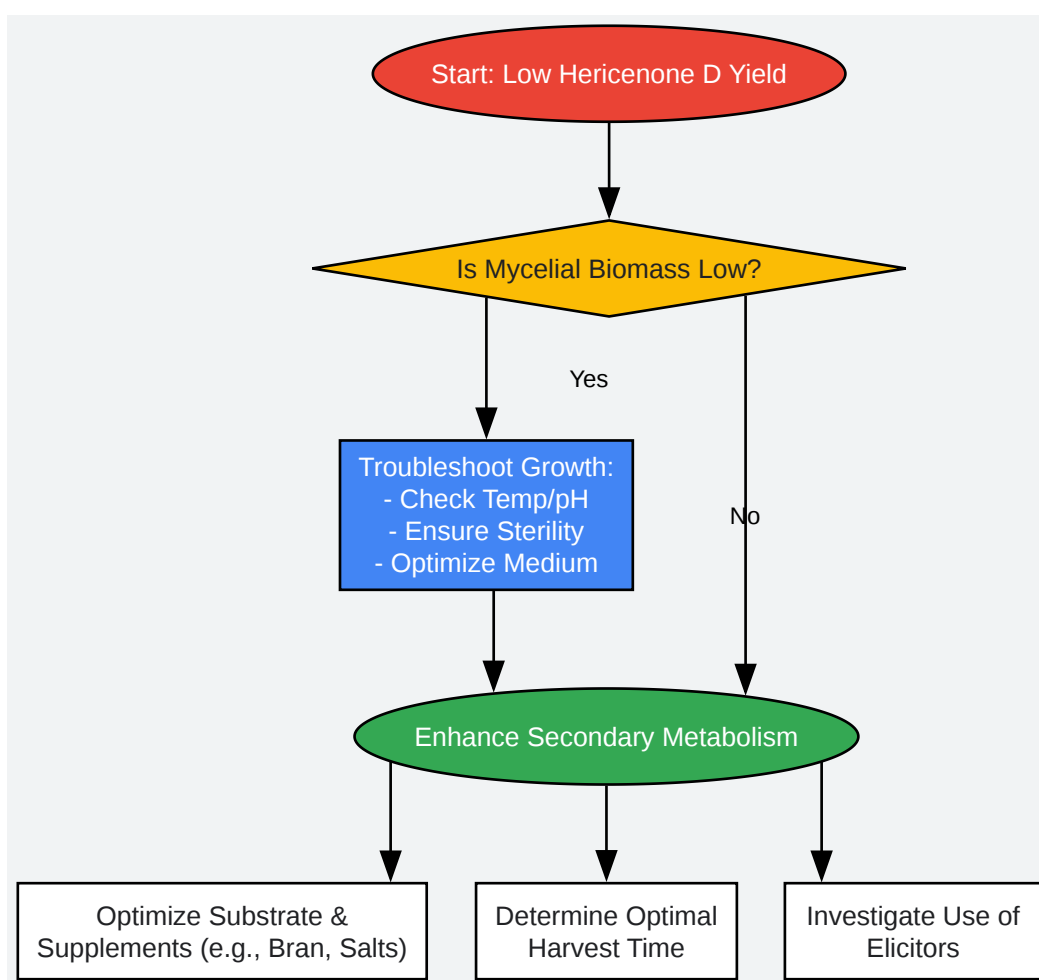 Start: Low Hericenone D Yield
Is Mycelial Biomass Low?
Yes
Troubleshoot Growth:
- Check Temp/pH
- Ensure Sterility
- Optimize Medium
No
Enhance Secondary Metabolism
Optimize Substrate &
Supplements (e.g., Bran, Salts)
Determine Optimal
Harvest Time
Investigate Use of
Elicitors